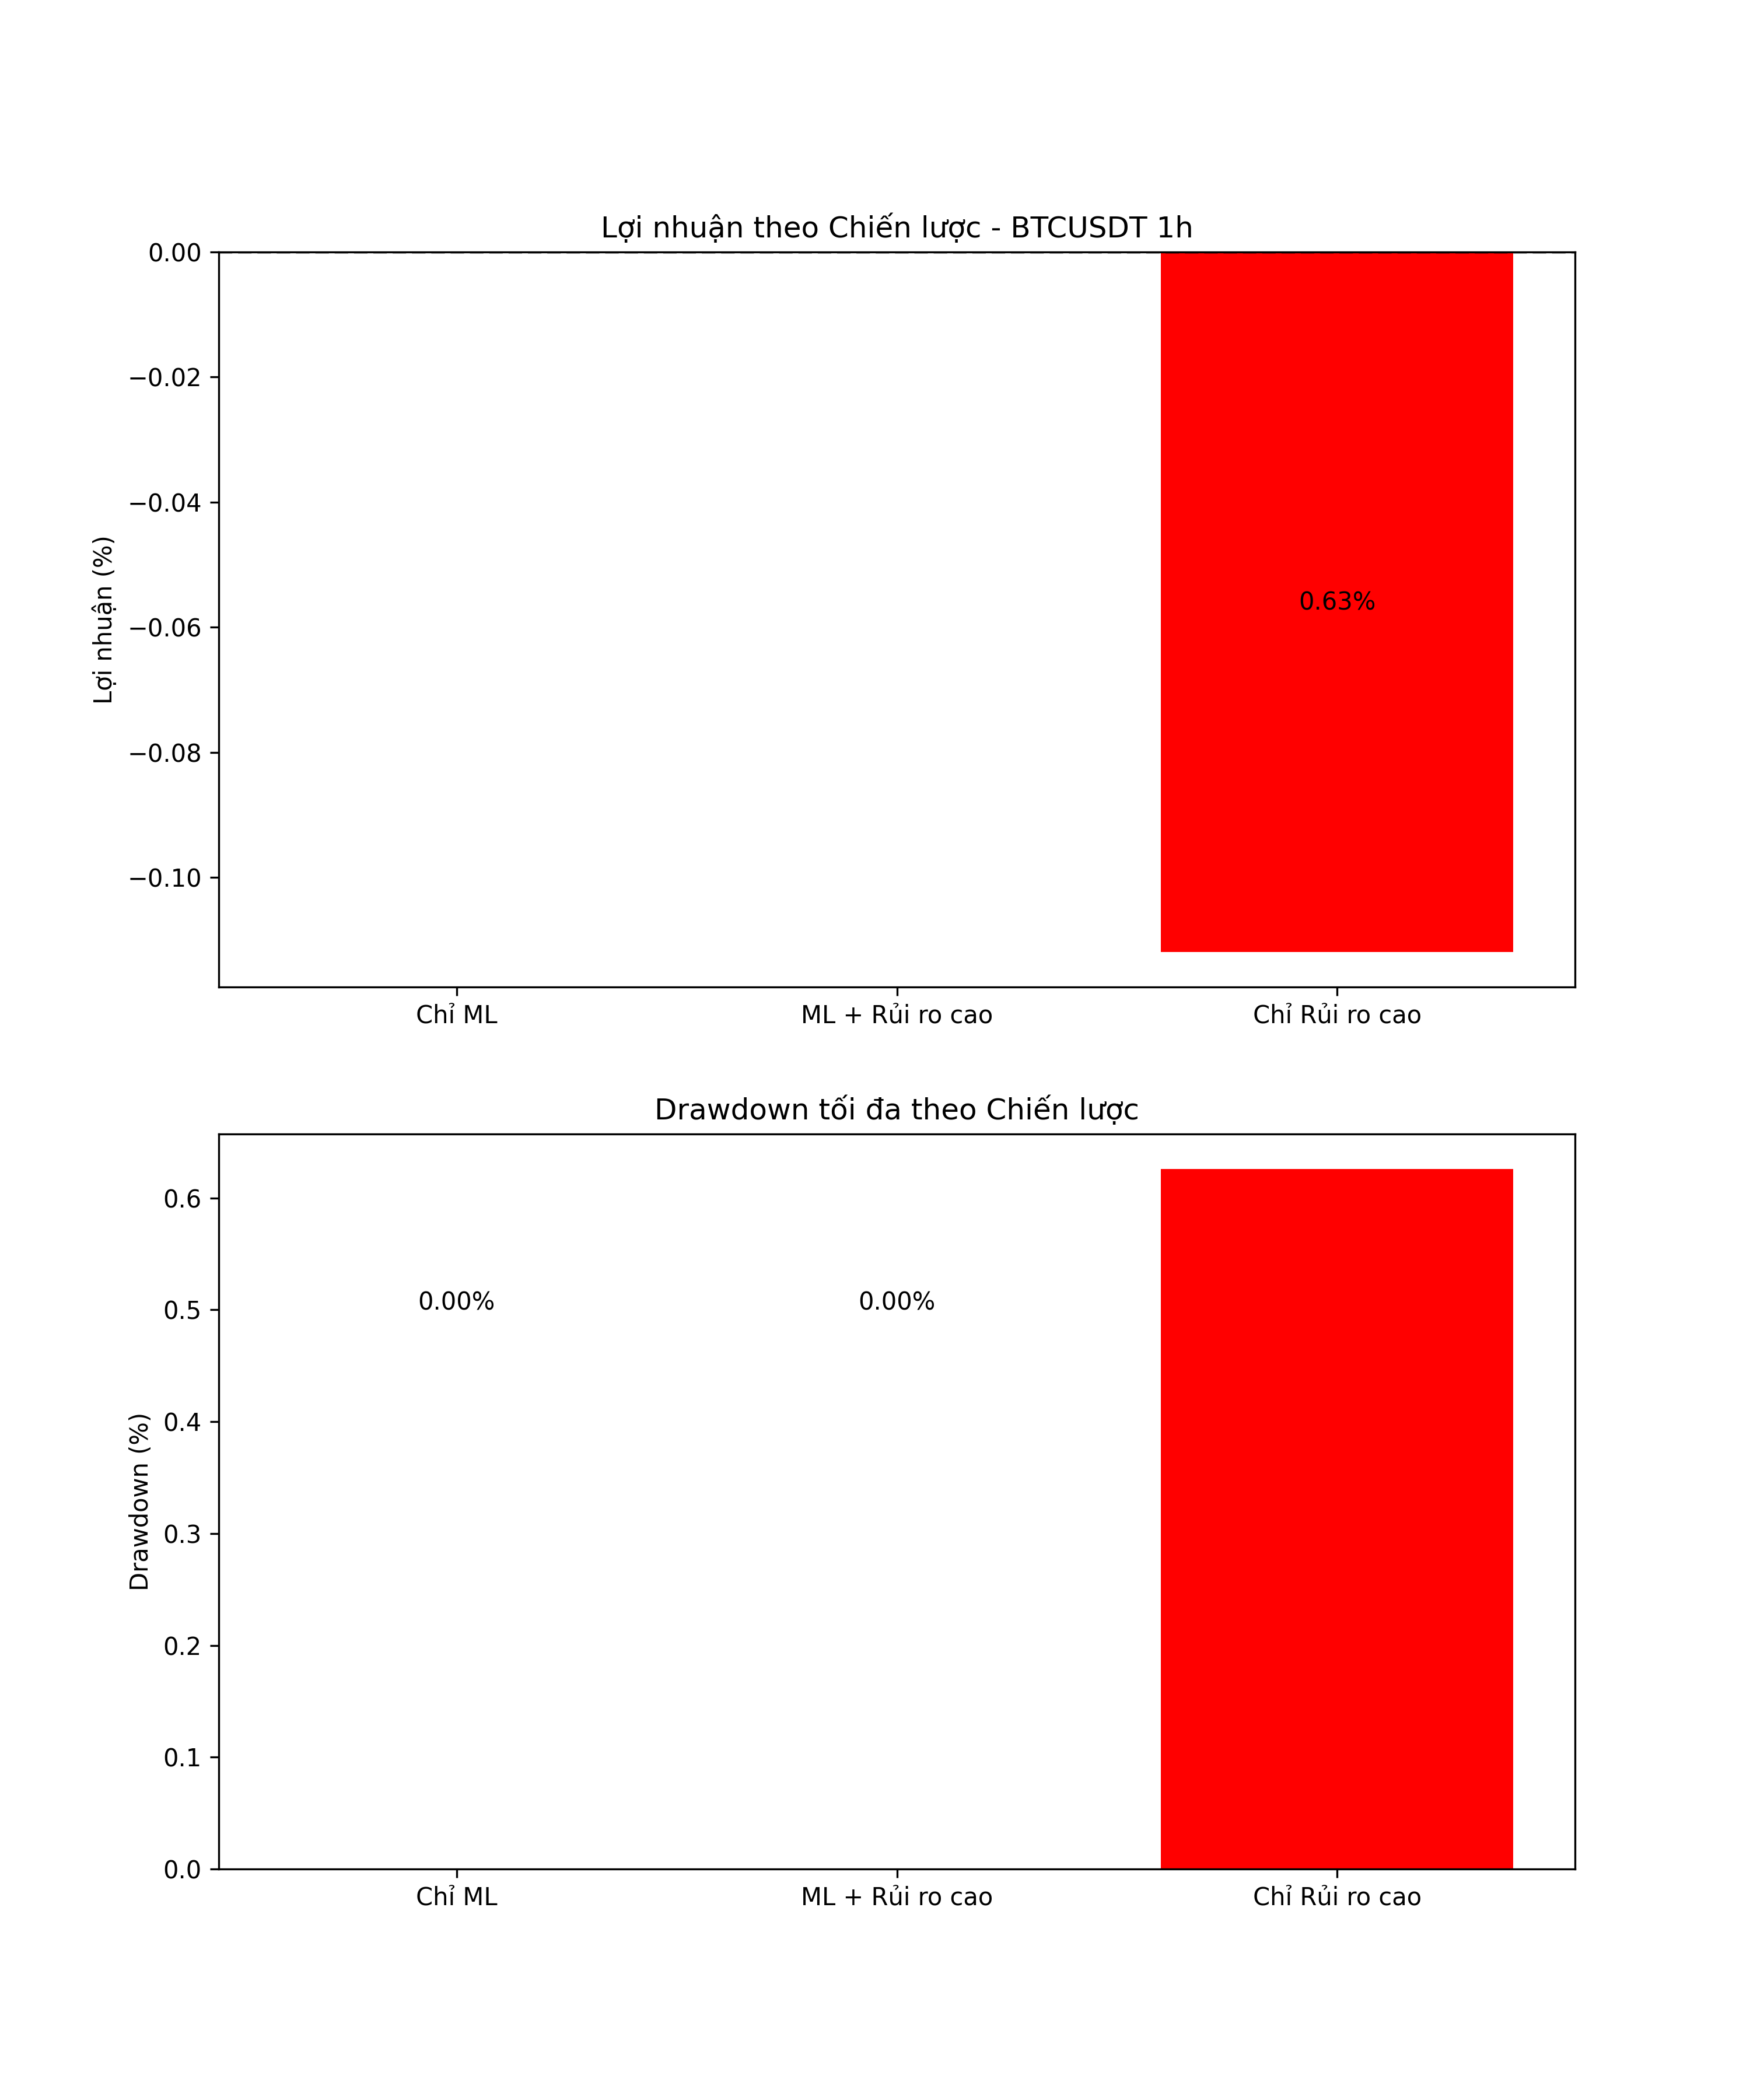 Lợi nhuận theo Chiến lược - BTCUSDT 1h
Lợi nhuận (%)
0.00
−0.02
−0.04
−0.06
−0.08
−0.10
0.63%
Chỉ ML
ML + Rủi ro cao
Chỉ Rủi ro cao
Drawdown tối đa theo Chiến lược
Drawdown (%)
0.6
0.5
0.4
0.3
0.2
0.1
0.0
0.00%
0.00%
Chỉ ML
ML + Rủi ro cao
Chỉ Rủi ro cao